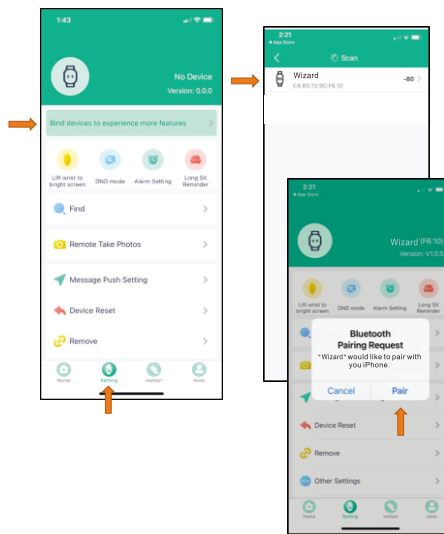 1:43
No Device
Version: 0.0.0
Bind devices to experience more features
Lift wrist to
bright screen
DND mode
Alarm Setting
Long Sit
Reminder
Find
Remote Take Photos
Message Push Setting
Device Reset
Remove
Home
Setting
motion
mine
2:21
App Store
Scan
Wizard
-80
2:21
App Store
Wizard'(F8:10)
Version: V1.0.5
Lift wrist to
bright screen
DND mode
Alarm Setting
Long Sit
Reminder
Bluetooth
Pairing Request
"Wizard" would like to pair with
you iPhone.
Cancel
Pair
Device Reset
Remove
Other Settings
Home
Setting
motion
mine